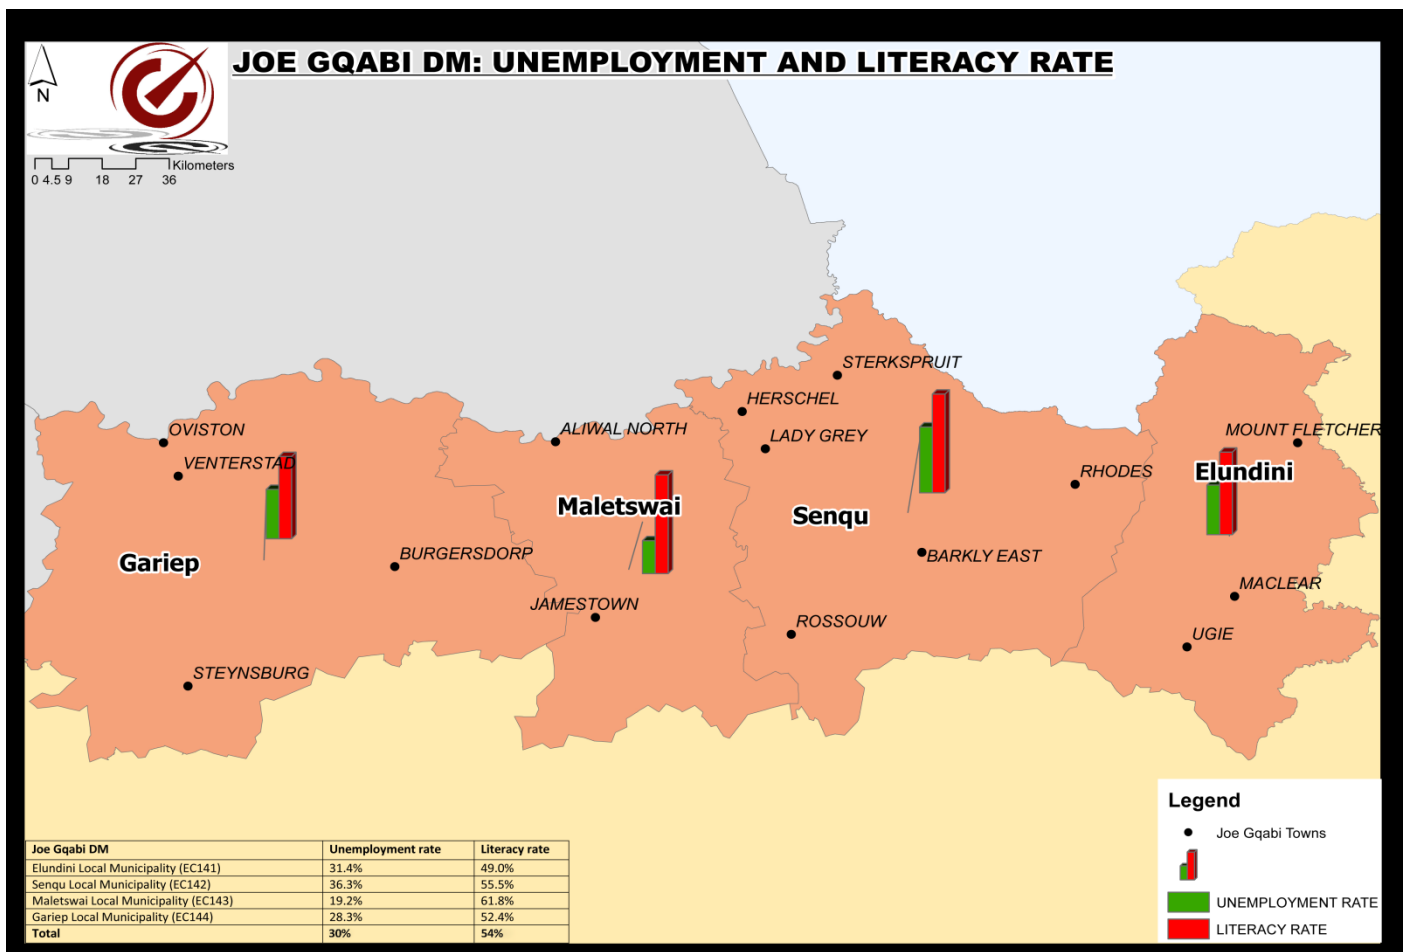 JOE GQABI DM: UNEMPLOYMENT AND LITERACY RATE
N
Kilometers
0 4.5 9 18 27 36
STERKSPRUIT
HERSCHEL
OVISTON
ALIWAL NORTH
LADY GREY
MOUNT FLETCHER
VENTERSTAD
RHODES
Elundini
Maletswai
Senqu
Gariep
BURGERSDORP
BARKLY EAST
MACLEAR
JAMESTOWN
ROSSOUW
UGIE
STEYNSBURG
Legend
Joe Gqabi Towns
UNEMPLOYMENT RATE
LITERACY RATE
Joe Gqabi DM Unemployment rate Literacy rate
Elundini Local Municipality (EC141) 31.4% 49.0%
Senqu Local Municipality (EC142) 36.3% 55.5%
Maletswai Local Municipality (EC143) 19.2% 61.8%
Gariep Local Municipality (EC144) 28.3% 52.4%
Total 30% 54%